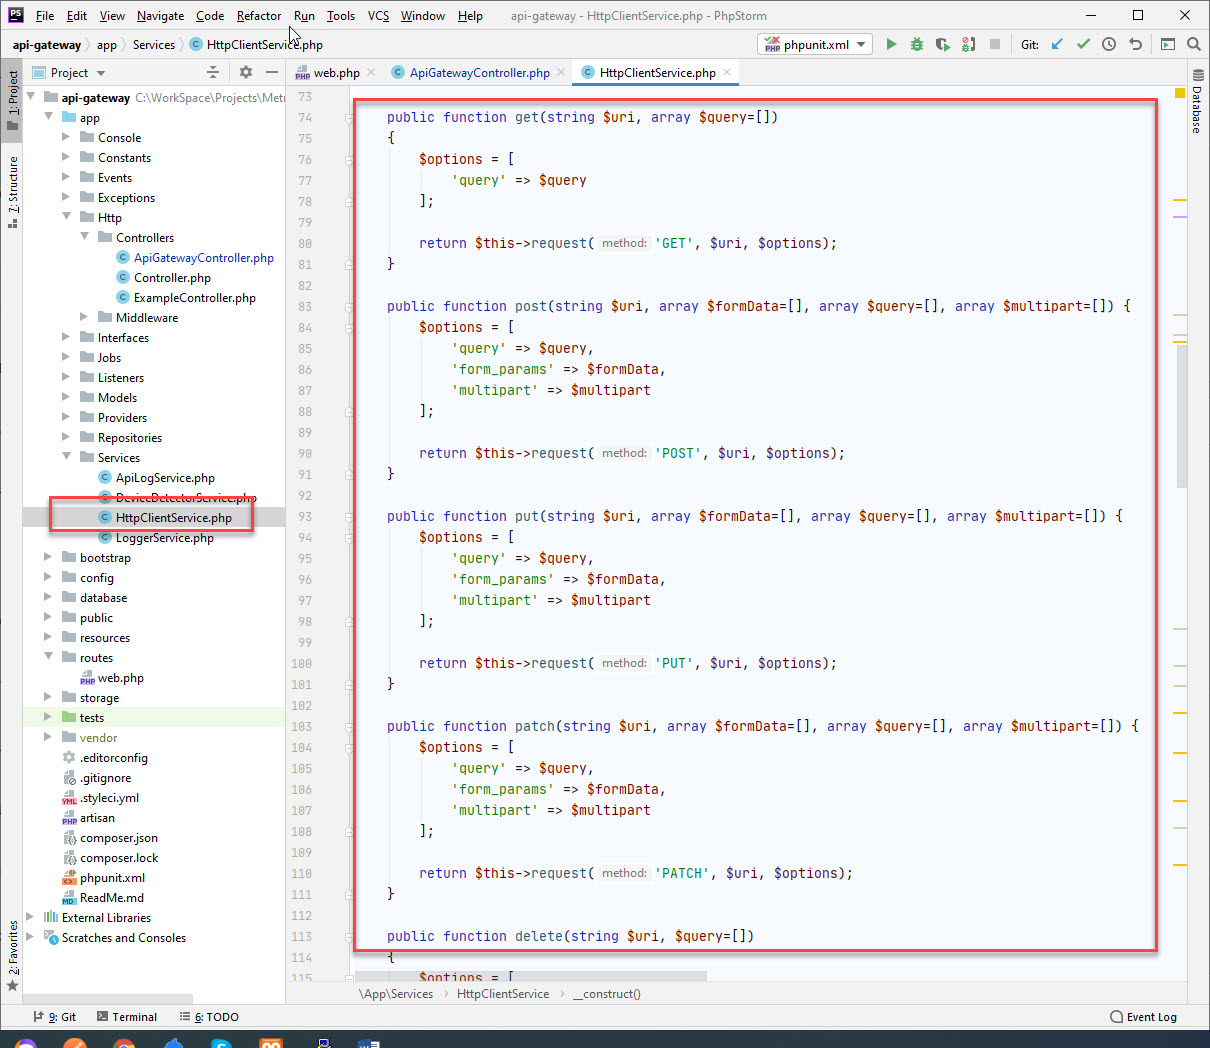 PS File Edit View Navigate Code Refactor Run Tools VCS Window Help api-gateway - HttpClientService.php - PhpStorm
api-gateway app Services C HttpClientService.php phpunit.xml Git:
1: Project
7: Structure
2: Favorites
Project
api-gateway C:\WorkSpace\Projects\Met
app
Console
Constants
Events
Exceptions
Http
Controllers
C ApiGatewayController.php
C Controller.php
C ExampleController.php
Middleware
Interfaces
Jobs
Listeners
Models
Providers
Repositories
Services
C ApiLogService.php
C DeviceDetectorService.php
C HttpClientService.php
C LoggerService.php
bootstrap
config
database
public
resources
routes
PHP web.php
storage
tests
vendor
.editorconfig
.gitignore
YML .styleci.yml
PHP artisan
composer.json
composer.lock
phpunit.xml
MD ReadMe.md
External Libraries
Scratches and Consoles
PHP web.php C ApiGatewayController.php C HttpClientService.php
73
74 public function get(string $uri, array $query=[])
75 {
76 $options = [
77 'query' => $query
78 ];
79
80 return $this->request( method: 'GET', $uri, $options);
81 }
82
83 public function post(string $uri, array $formData=[], array $query=[], array $multipart=[]) {
84 $options = [
85 'query' => $query,
86 'form_params' => $formData,
87 'multipart' => $multipart
88 ];
89
90 return $this->request( method: 'POST', $uri, $options);
91 }
92
93 public function put(string $uri, array $formData=[], array $query=[], array $multipart=[]) {
94 $options = [
95 'query' => $query,
96 'form_params' => $formData,
97 'multipart' => $multipart
98 ];
99
100 return $this->request( method: 'PUT', $uri, $options);
101 }
102
103 public function patch(string $uri, array $formData=[], array $query=[], array $multipart=[]) {
104 $options = [
105 'query' => $query,
106 'form_params' => $formData,
107 'multipart' => $multipart
108 ];
109
110 return $this->request( method: 'PATCH', $uri, $options);
111 }
112
113 public function delete(string $uri, $query=[])
114 {
115 $options = [
\App\Services HttpClientService __construct()
Database
9: Git Terminal 6: TODO Event Log